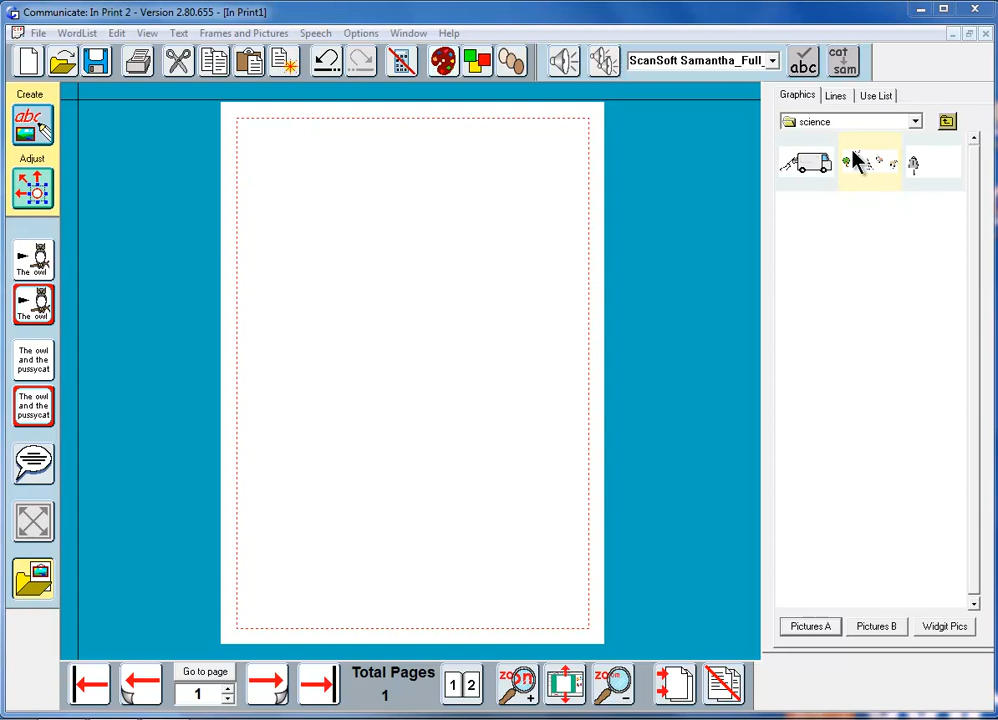 Communicate: In Print 2 - Version 2.80.655 - [In Print1]
File WordList Edit View Text Frames and Pictures Speech Options Window Help
ScanSoft Samantha_Full_
abc
cat
sam
Create
abc
Adjust
The owl
The owl
The owl
and the
pussycat
The owl
and the
pussycat
Graphics Lines Use List
science
Pictures A Pictures B Widgit Pics
Go to page
1
Total Pages
1
1 2
zoom
+
zoom
-